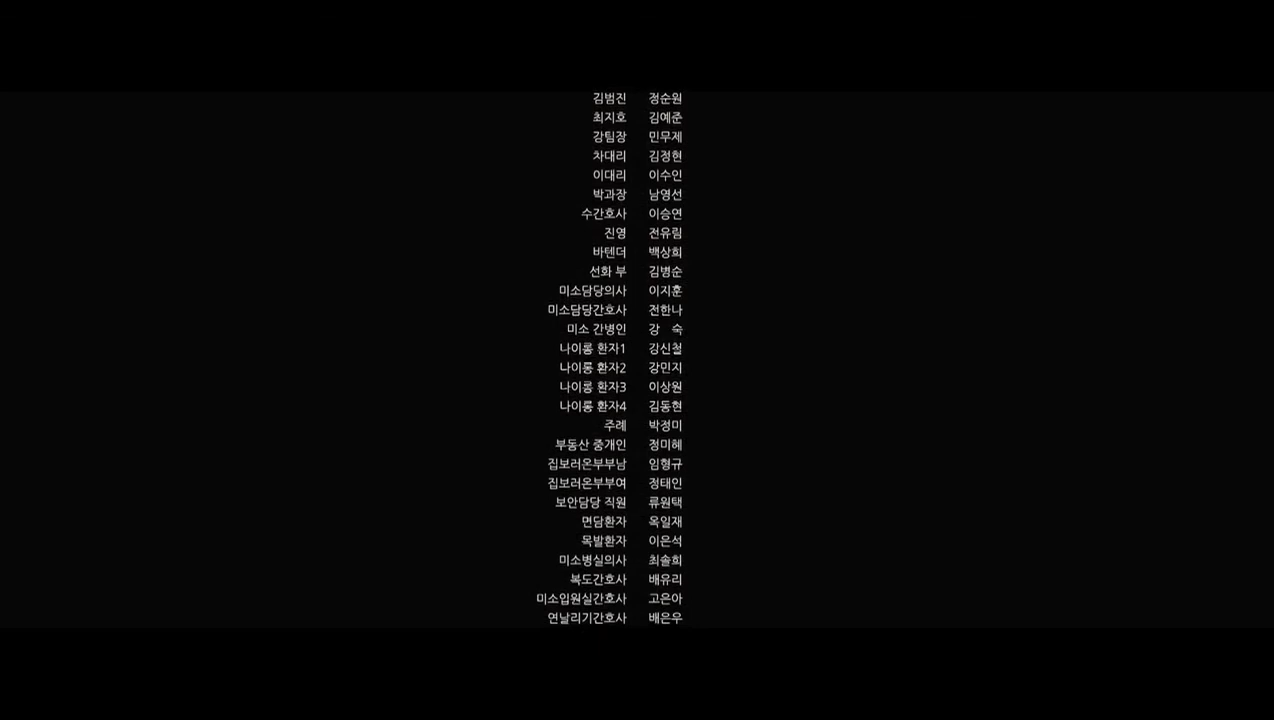 김범진 정순원
최지호 김예준
강팀장 민무제
차대리 김정현
이대리 이수인
박과장 남영선
수간호사 이승연
진영 전유림
바텐더 백상희
선화 부 김병순
미소담당의사 이지훈
미소담당간호사 전한나
미소 간병인 강 숙
나이롱 환자1 강신철
나이롱 환자2 강민지
나이롱 환자3 이상원
나이롱 환자4 김동현
주례 박정미
부동산 중개인 정미혜
집보러온부부남 임형규
집보러온부부여 정태인
보안담당 직원 류원택
면담환자 옥일재
목발환자 이은석
미소병실의사 최솔희
복도간호사 배유리
미소입원실간호사 고은아
연날리기간호사 배은우